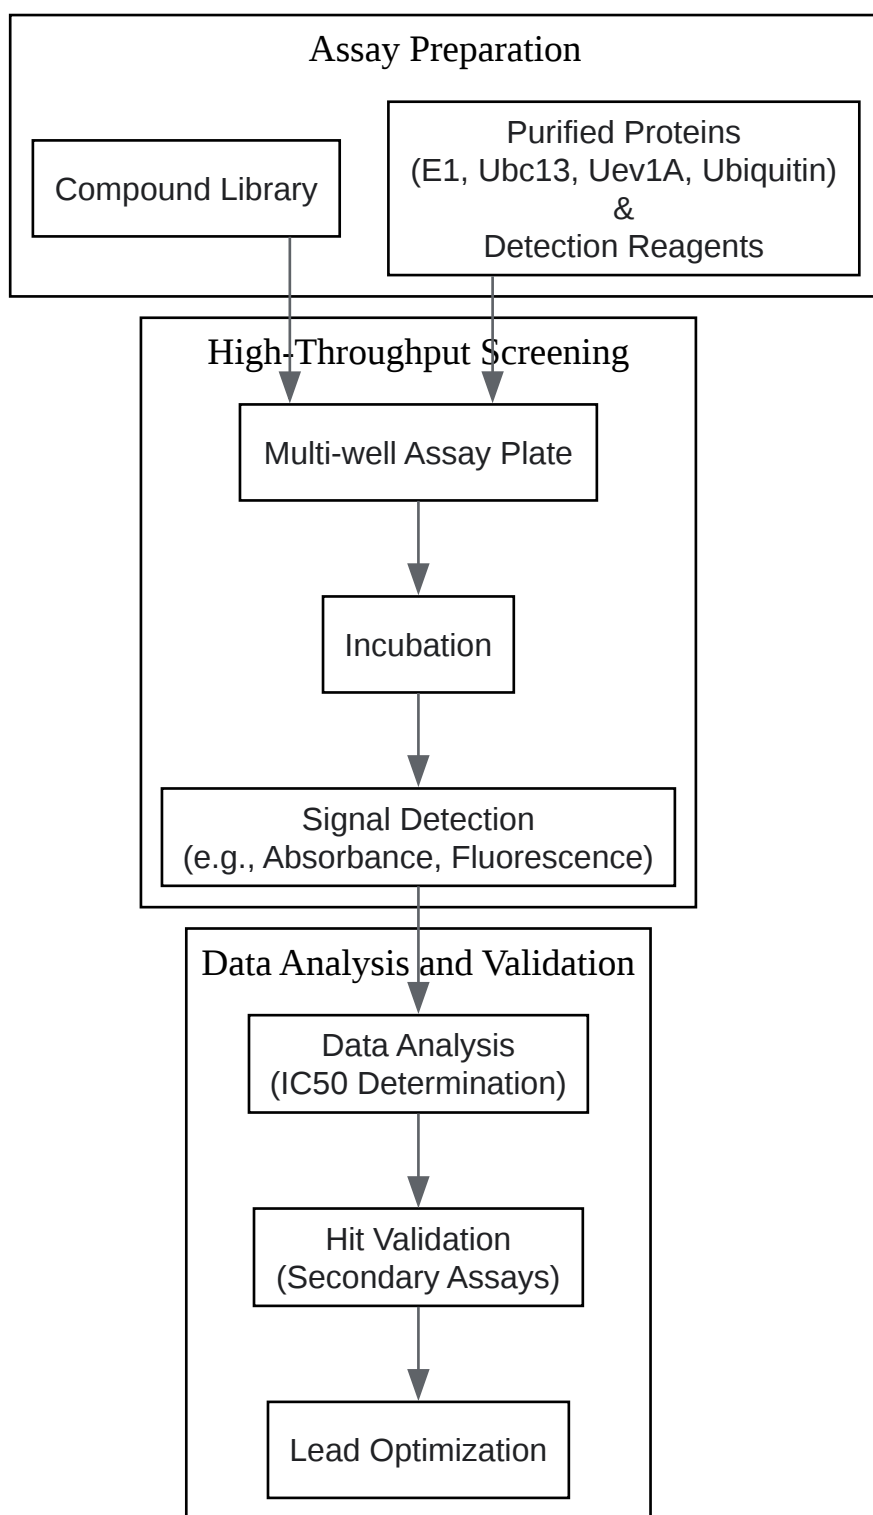 Assay Preparation
Compound Library
Purified Proteins
(E1, Ubc13, Uev1A, Ubiquitin)
&
Detection Reagents
High-Throughput Screening
Multi-well Assay Plate
Incubation
Signal Detection
(e.g., Absorbance, Fluorescence)
Data Analysis and Validation
Data Analysis
(IC50 Determination)
Hit Validation
(Secondary Assays)
Lead Optimization